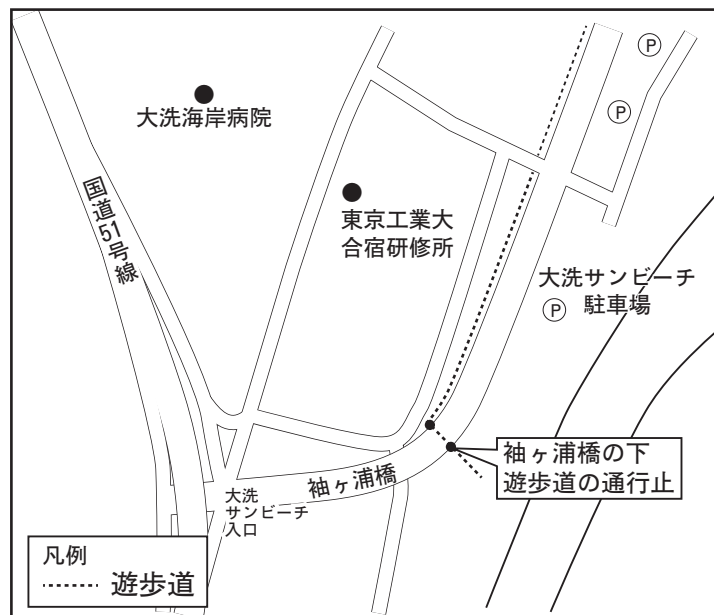 Ⓟ
Ⓟ
大洗海岸病院
国道51号線
東京工業大
合宿研修所
大洗サンビーチ
Ⓟ 駐車場
袖ヶ浦橋の下
遊歩道の通行止
袖ヶ浦橋
大洗
サンビーチ
入口
凡例
遊歩道